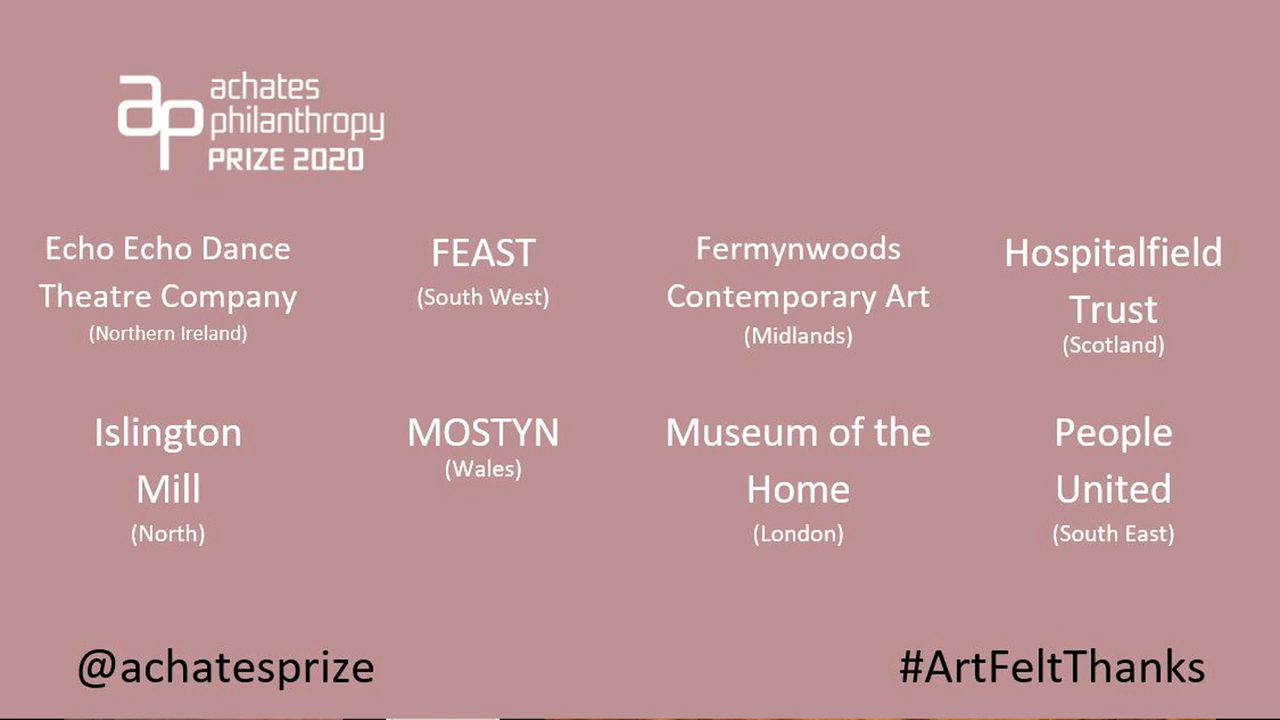 achates
philanthropy
PRIZE 2020
Echo Echo Dance
Theatre Company
(Northern Ireland)
FEAST
(South West)
Fermynwoods
Contemporary Art
(Midlands)
Hospitalfield
Trust
(Scotland)
Islington
Mill
(North)
MOSTYN
(Wales)
Museum of the
Home
(London)
People
United
(South East)
@achatesprize
#ArtFeltThanks